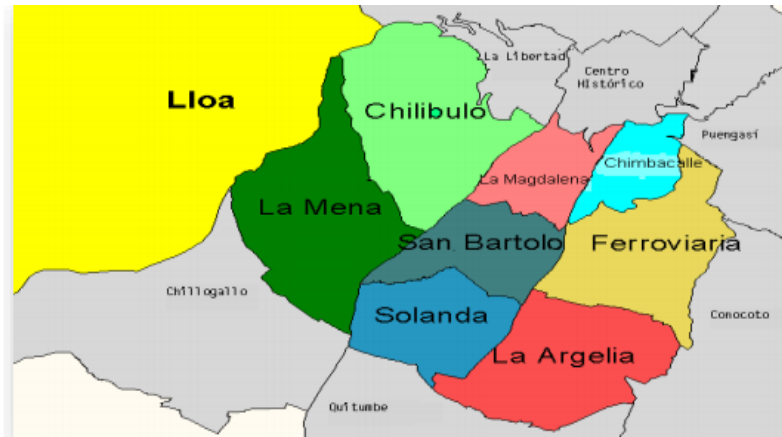 La Libertad
Centro
HIstórico
Lloa
Chilibulo
Puengasí
Chimbacalle
La Magdalena
La Mena
San Bartolo
Ferroviaria
Chillogallo
Solanda
Conocoto
La Argelia
Quitumbe